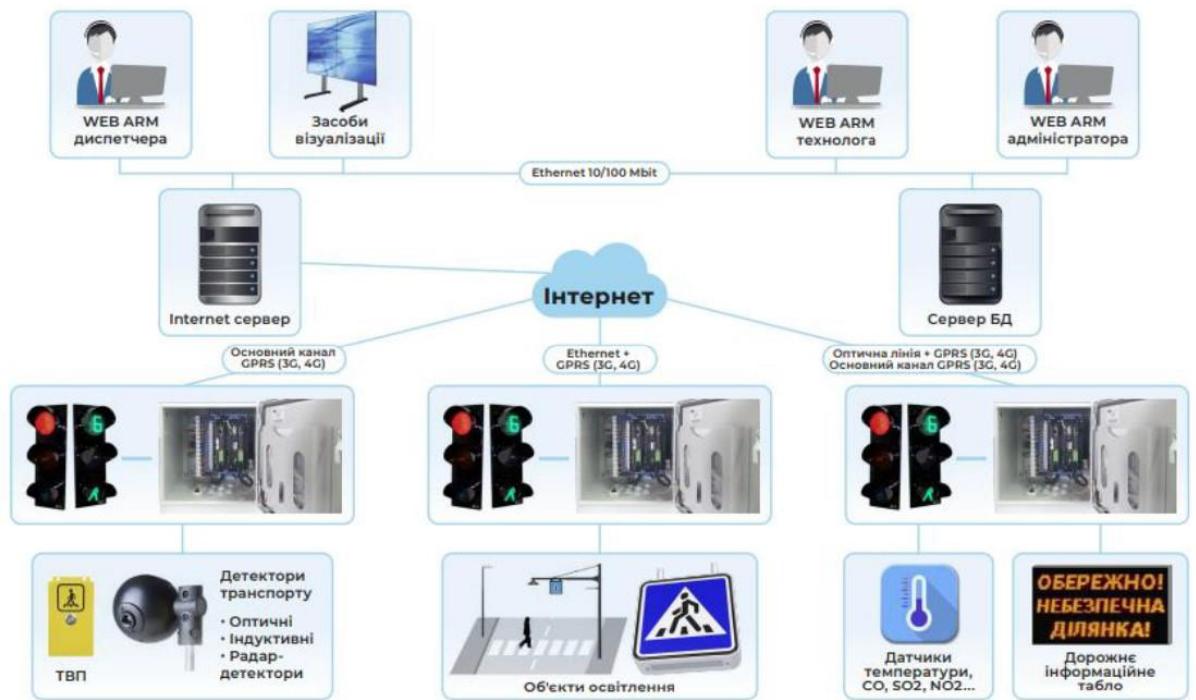 WEB ARM
диспетчера
Засоби
візуалізації
WEB ARM
технолога
WEB ARM
адміністратора
Ethernet 10/100 Mbit
Internet сервер
Інтернет
Сервер БД
Основний канал
GPRS (3G, 4G)
Ethernet +
GPRS (3G, 4G)
Оптична лінія + GPRS (3G, 4G)
Основний канал GPRS (3G, 4G)
6
6
6
ТВП
Детектори
транспорту
• Оптичні
• Індуктивні
• Радар-
детектори
Об'єкти освітлення
Датчики
температури,
CO, SO2, NO2...
ОБЕРЕЖНО!
НЕБЕЗПЕЧНА
ДІЛЯНКА!
Дорожнє
інформаційне
табло